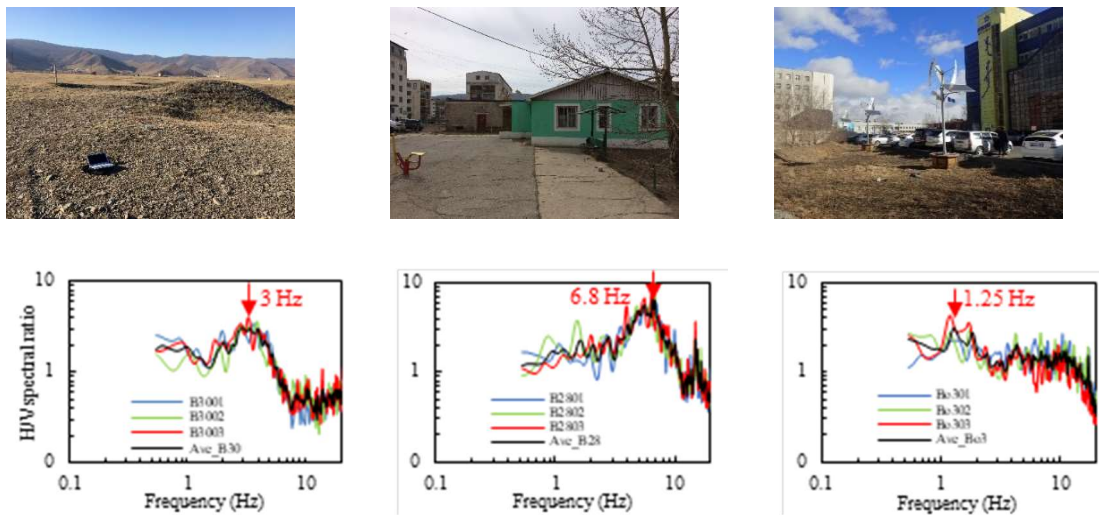 10
3 Hz
H/V spectral ratio
1
B3001
B3002
B3003
Ave_B30
0
0.1
1
10
Frequency (Hz)
10
6.8 Hz
1
B2801
B2802
B2803
Ave_B28
0
0.1
1
10
Frequency (Hz)
10
1.25 Hz
1
Bo301
Bo302
Bo303
Ave_Bo3
0
0.1
1
10
Frequency (Hz)